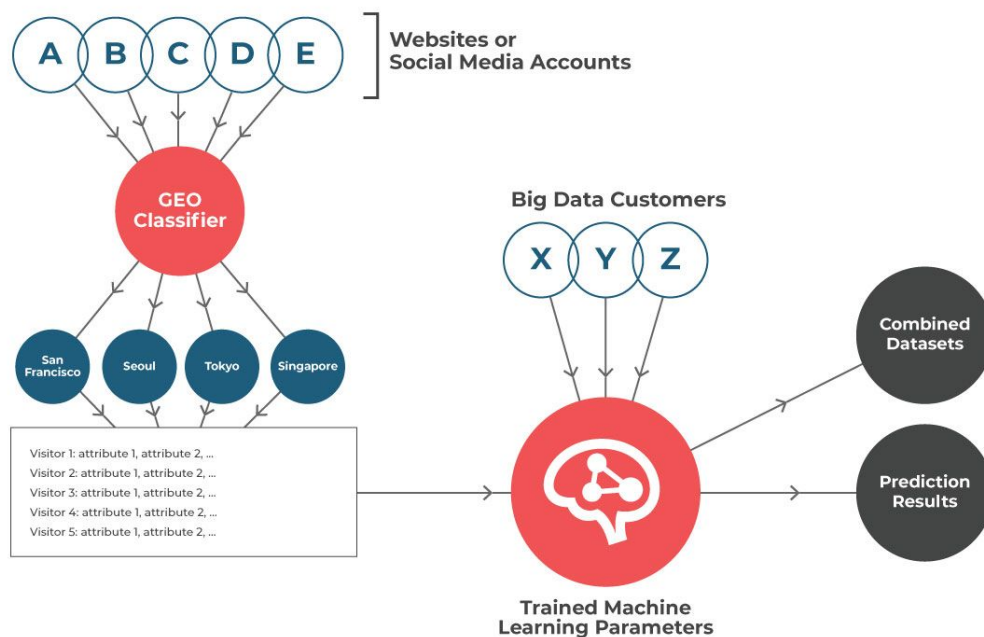 A B C D E
Websites or
Social Media Accounts
GEO
Classifier
San
Francisco
Seoul
Tokyo
Singapore
Visitor 1: attribute 1, attribute 2, ...
Visitor 2: attribute 1, attribute 2, ...
Visitor 3: attribute 1, attribute 2, ...
Visitor 4: attribute 1, attribute 2, ...
Visitor 5: attribute 1, attribute 2, ...
Big Data Customers
X Y Z
Trained Machine
Learning Parameters
Combined
Datasets
Prediction
Results